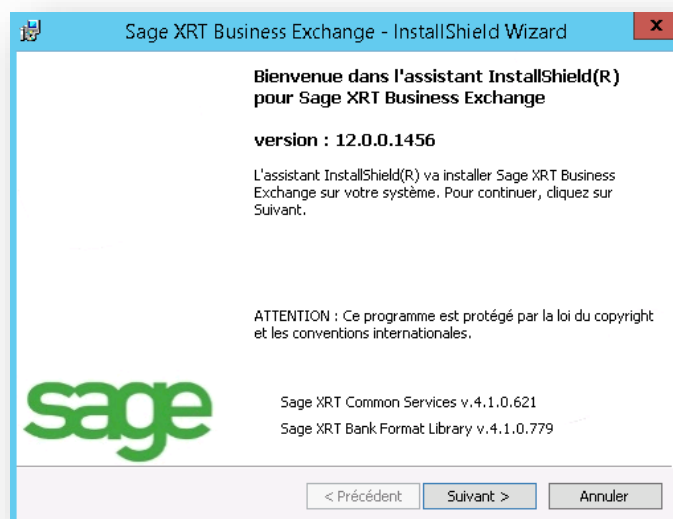 Sage XRT Business Exchange - InstallShield Wizard
x
Bienvenue dans l'assistant InstallShield(R)
pour Sage XRT Business Exchange
version : 12.0.0.1456
L'assistant InstallShield(R) va installer Sage XRT Business
Exchange sur votre système. Pour continuer, cliquez sur
Suivant.
ATTENTION : Ce programme est protégé par la loi du copyright
et les conventions internationales.
sage
Sage XRT Common Services v.4.1.0.621
Sage XRT Bank Format Library v.4.1.0.779
< Précédent
Suivant >
Annuler